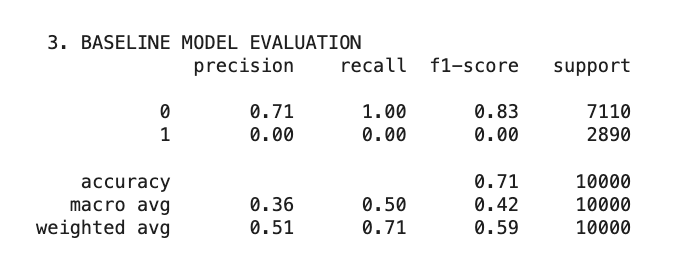 3. BASELINE MODEL EVALUATION
precision recall f1-score support
0 0.71 1.00 0.83 7110
1 0.00 0.00 0.00 2890
accuracy 0.71 10000
macro avg 0.36 0.50 0.42 10000
weighted avg 0.51 0.71 0.59 10000